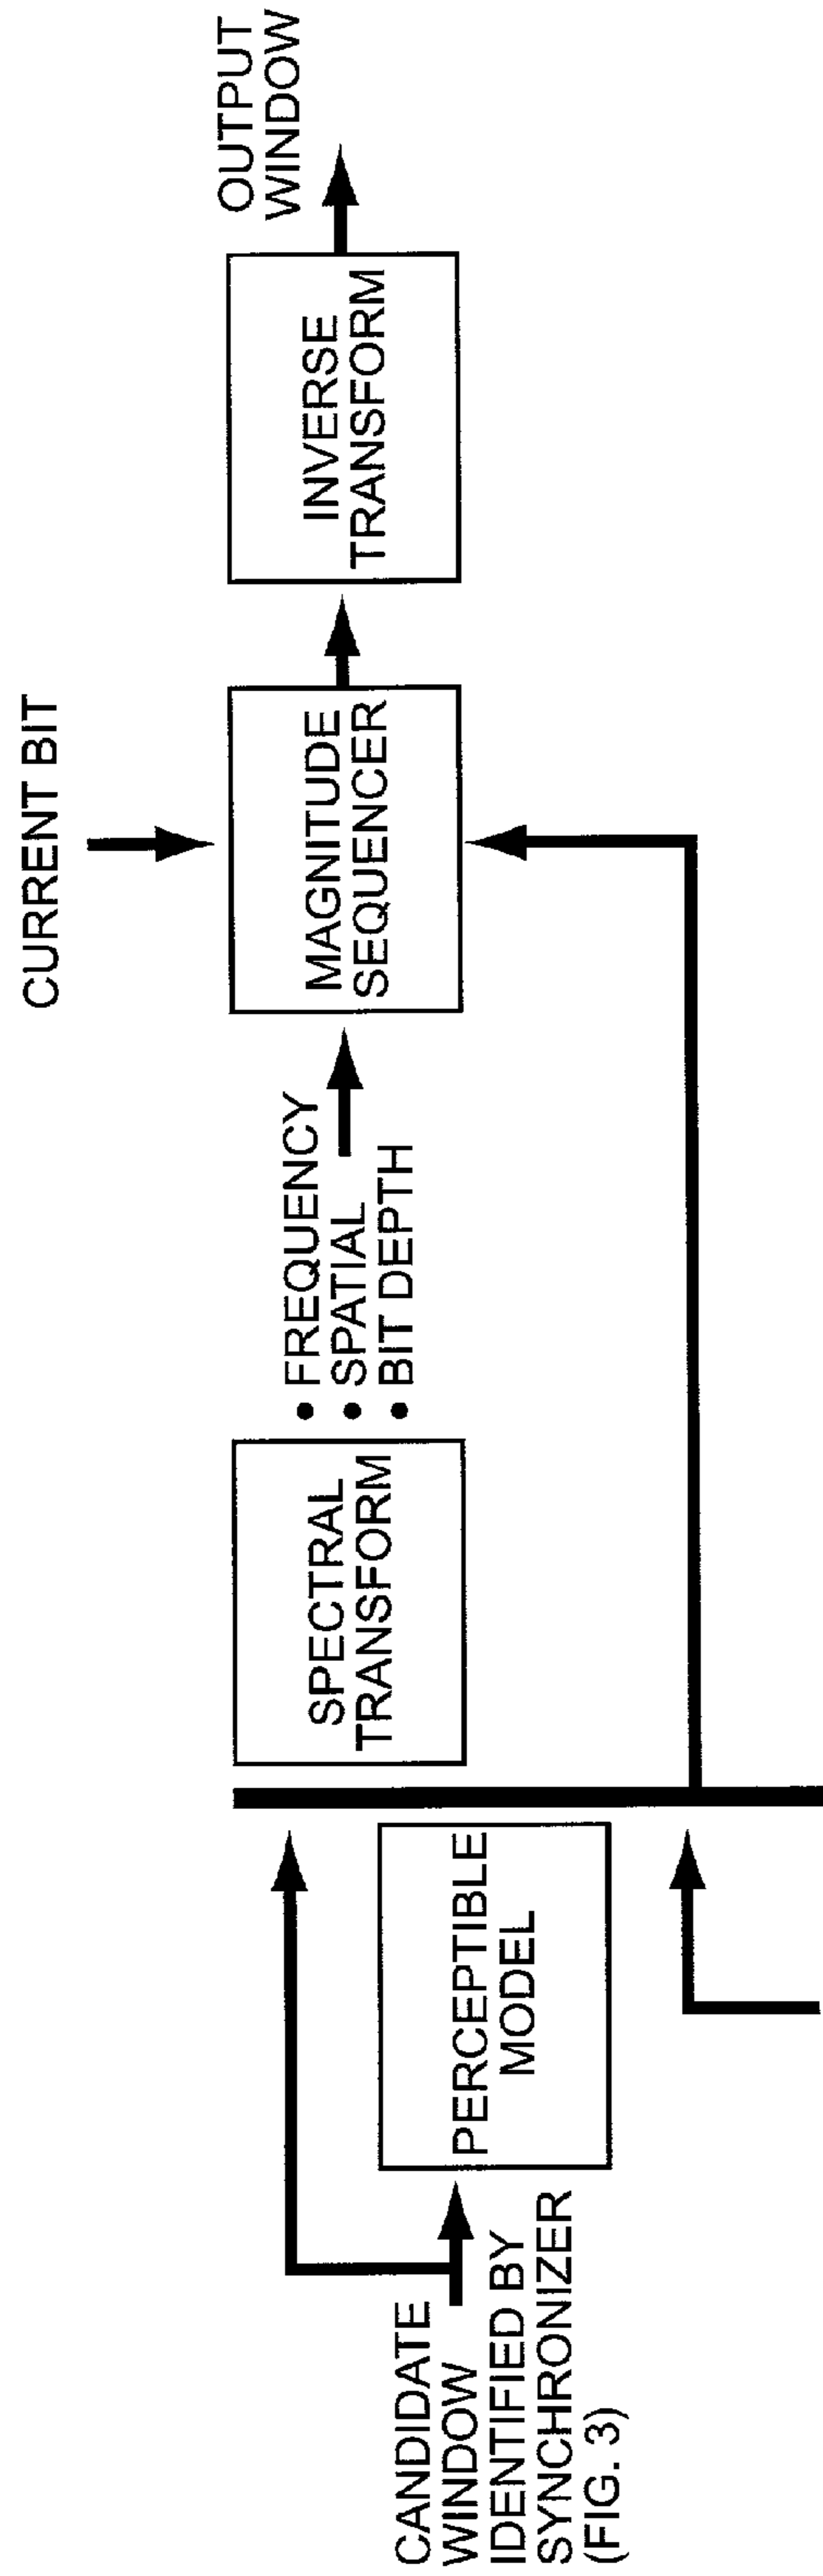 CANDIDATE
WINDOW
IDENTIFIED BY
SYNCHRONIZER
(FIG. 3)
PERCEPTIBLE
MODEL
SPECTRAL
TRANSFORM
• FREQUENCY
• SPATIAL
• BIT DEPTH
CURRENT BIT
MAGNITUDE
SEQUENCER
INVERSE
TRANSFORM
OUTPUT
WINDOW